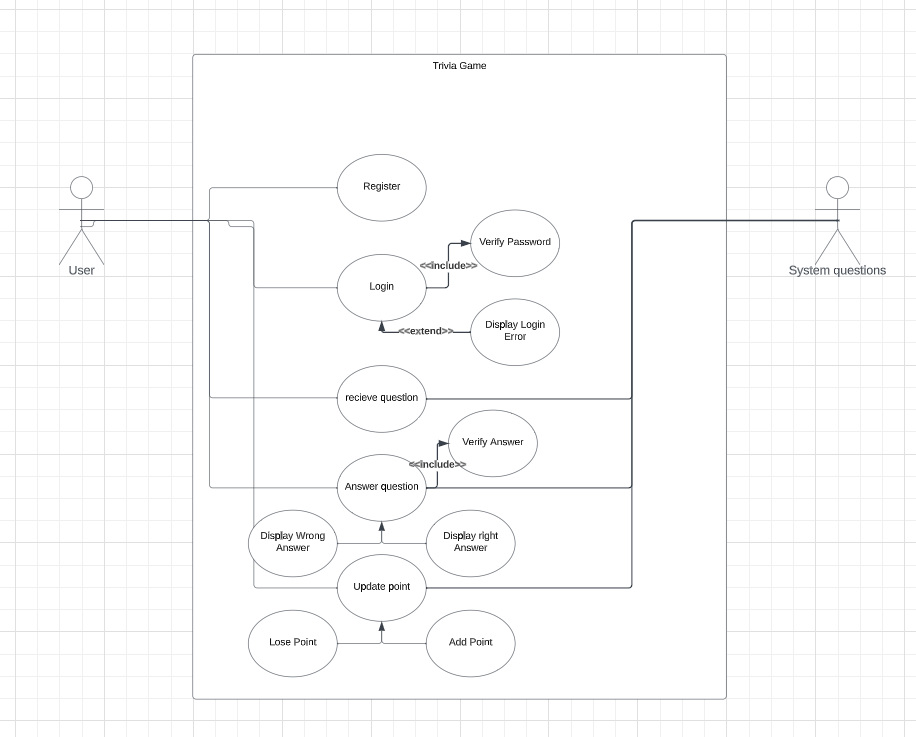 Trivia Game
Register
Verify Password
<<include>>
Login
User
System questions
Display Login
Error
<<extend>>
recieve question
Verify Answer
<<include>>
Answer question
Display Wrong
Answer
Display right
Answer
Update point
Lose Point
Add Point